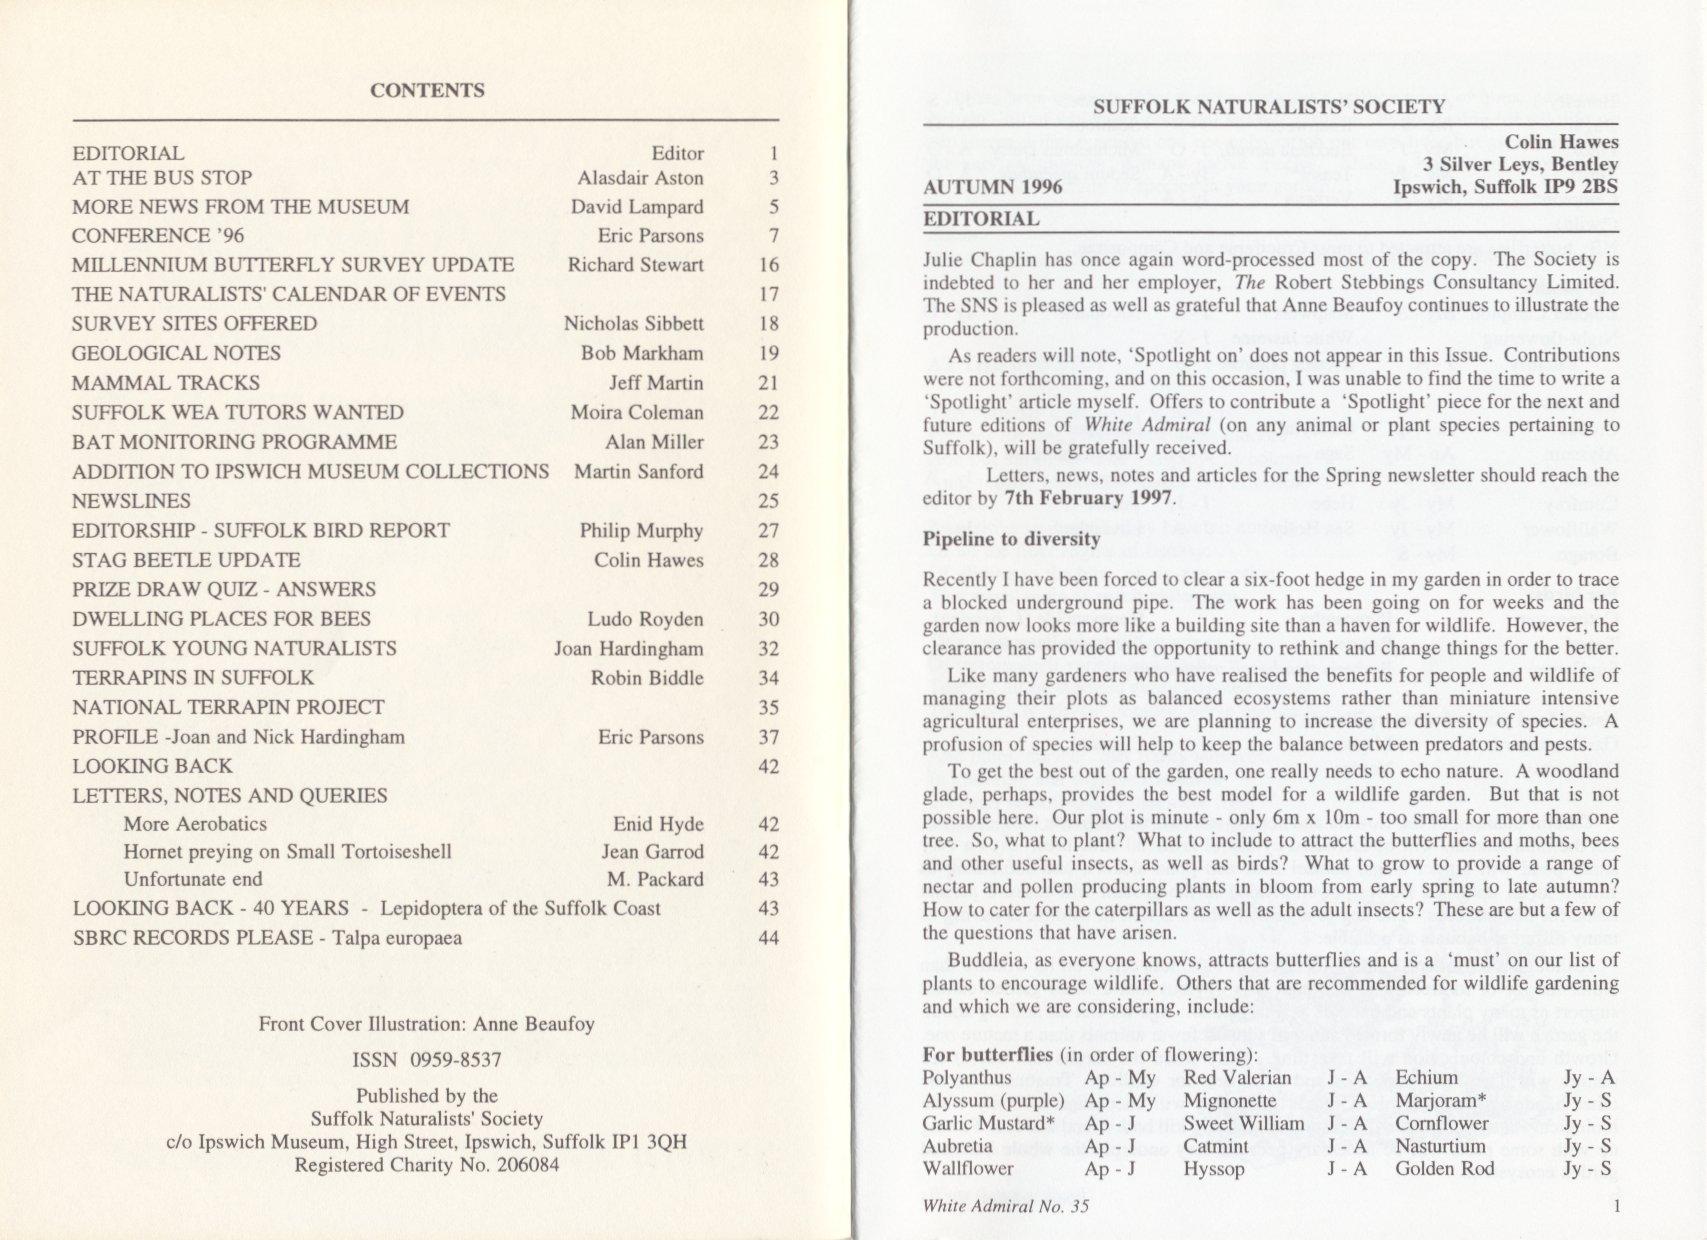 CONTENTS
EDITORIAL Editor 1
AT THE BUS STOP Alasdair Aston 3
MORE NEWS FROM THE MUSEUM David Lampard 5
CONFERENCE '96 Eric Parsons 7
MILLENNIUM BUTTERFLY SURVEY UPDATE Richard Stewart 16
THE NATURALISTS' CALENDAR OF EVENTS 17
SURVEY SITES OFFERED Nicholas Sibbett 18
GEOLOGICAL NOTES Bob Markham 19
MAMMAL TRACKS Jeff Martin 21
SUFFOLK WEA TUTORS WANTED Moira Coleman 22
BAT MONITORING PROGRAMME Alan Miller 23
ADDITION TO IPSWICH MUSEUM COLLECTIONS Martin Sanford 24
NEWSLINES 25
EDITORSHIP - SUFFOLK BIRD REPORT Philip Murphy 27
STAG BEETLE UPDATE Colin Hawes 28
PRIZE DRAW QUIZ - ANSWERS 29
DWELLING PLACES FOR BEES Ludo Royden 30
SUFFOLK YOUNG NATURALISTS Joan Hardingham 32
TERRAPINS IN SUFFOLK Robin Biddle 34
NATIONAL TERRAPIN PROJECT 35
PROFILE -Joan and Nick Hardingham Eric Parsons 37
LOOKING BACK 42
LETTERS, NOTES AND QUERIES
More Aerobatics Enid Hyde 42
Hornet preying on Small Tortoiseshell Jean Garrod 42
Unfortunate end M. Packard 43
LOOKING BACK - 40 YEARS - Lepidoptera of the Suffolk Coast 43
SBRC RECORDS PLEASE - Talpa europaea 44
Front Cover Illustration: Anne Beaufoy
ISSN 0959-8537
Published by the
Suffolk Naturalists' Society
c/o Ipswich Museum, High Street, Ipswich, Suffolk IP1 3QH
Registered Charity No. 206084
SUFFOLK NATURALISTS' SOCIETY
Colin Hawes
3 Silver Leys, Bentley
AUTUMN 1996 Ipswich, Suffolk IP9 2BS
EDITORIAL
Julie Chaplin has once again word-processed most of the copy. The Society is
indebted to her and her employer, The Robert Stebbings Consultancy Limited.
The SNS is pleased as well as grateful that Anne Beaufoy continues to illustrate the
production.
As readers will note, 'Spotlight on' does not appear in this Issue. Contributions
were not forthcoming, and on this occasion, I was unable to find the time to write a
'Spotlight' article myself. Offers to contribute a 'Spotlight' piece for the next and
future editions of White Admiral (on any animal or plant species pertaining to
Suffolk), will be gratefully received.
Letters, news, notes and articles for the Spring newsletter should reach the
editor by 7th February 1997.
Pipeline to diversity
Recently I have been forced to clear a six-foot hedge in my garden in order to trace
a blocked underground pipe. The work has been going on for weeks and the
garden now looks more like a building site than a haven for wildlife. However, the
clearance has provided the opportunity to rethink and change things for the better.
Like many gardeners who have realised the benefits for people and wildlife of
managing their plots as balanced ecosystems rather than miniature intensive
agricultural enterprises, we are planning to increase the diversity of species. A
profusion of species will help to keep the balance between predators and pests.
To get the best out of the garden, one really needs to echo nature. A woodland
glade, perhaps, provides the best model for a wildlife garden. But that is not
possible here. Our plot is minute - only 6m x 10m - too small for more than one
tree. So, what to plant? What to include to attract the butterflies and moths, bees
and other useful insects, as well as birds? What to grow to provide a range of
nectar and pollen producing plants in bloom from early spring to late autumn?
How to cater for the caterpillars as well as the adult insects? These are but a few of
the questions that have arisen.
Buddleia, as everyone knows, attracts butterflies and is a 'must' on our list of
plants to encourage wildlife. Others that are recommended for wildlife gardening
and which we are considering, include:
For butterflies (in order of flowering):
Polyanthus Ap - My Red Valerian J - A Echium Jy - A
Alyssum (purple) Ap - My Mignonette J - A Marjoram* Jy - S
Garlic Mustard* Ap - J Sweet William J - A Cornflower Jy - S
Aubretia Ap - J Catmint J - A Nasturtium Jy - S
Wallflower Ap - J Hyssop J - A Golden Rod Jy - S
White Admiral No. 35 1